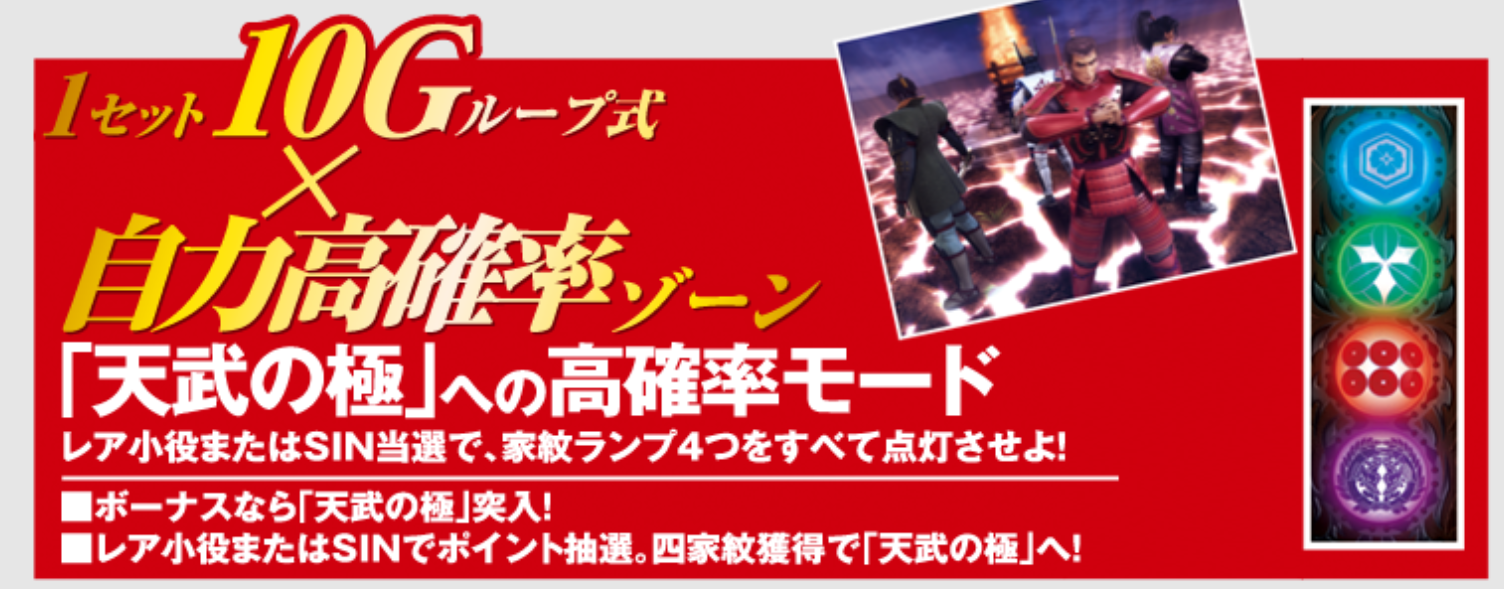 1セット10Gループ式
×
自力高確率ゾーン
「天武の極」への高確率モード
レア小役またはSIN当選で、家紋ランプ4つをすべて点灯させよ!
■ボーナスなら「天武の極」突入!
■レア小役またはSINでポイント抽選。四家紋獲得で「天武の極」へ!